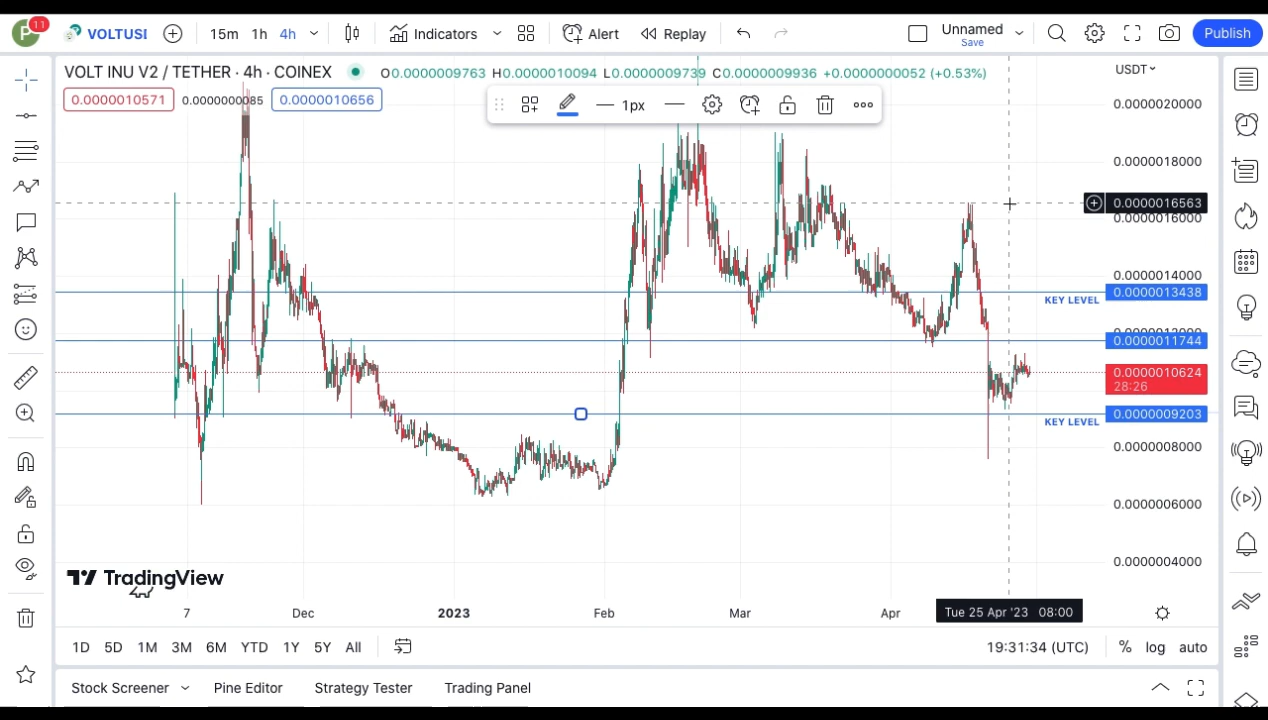 P 11 VOLTUSI 15m 1h 4h Indicators Alert Replay Unnamed Save Publish
VOLT INU V2 / TETHER · 4h · COINEX O0.0000009763 H0.0000010094 L0.0000009739 C0.0000009936 +0.0000000052 (+0.53%) USDT
0.0000010571 0.0000000085 0.0000010656 1px
0.0000020000
0.0000018000
0.0000016563
0.0000016000
0.0000014000
0.0000013438
KEY LEVEL
0.0000012000
0.0000011744
0.0000010624
28:26
0.0000009203
KEY LEVEL
0.0000008000
0.0000006000
0.0000004000
TradingView
7 Dec 2023 Feb Mar Apr Tue 25 Apr '23 08:00
1D 5D 1M 3M 6M YTD 1Y 5Y All 19:31:34 (UTC) % log auto
Stock Screener Pine Editor Strategy Tester Trading Panel